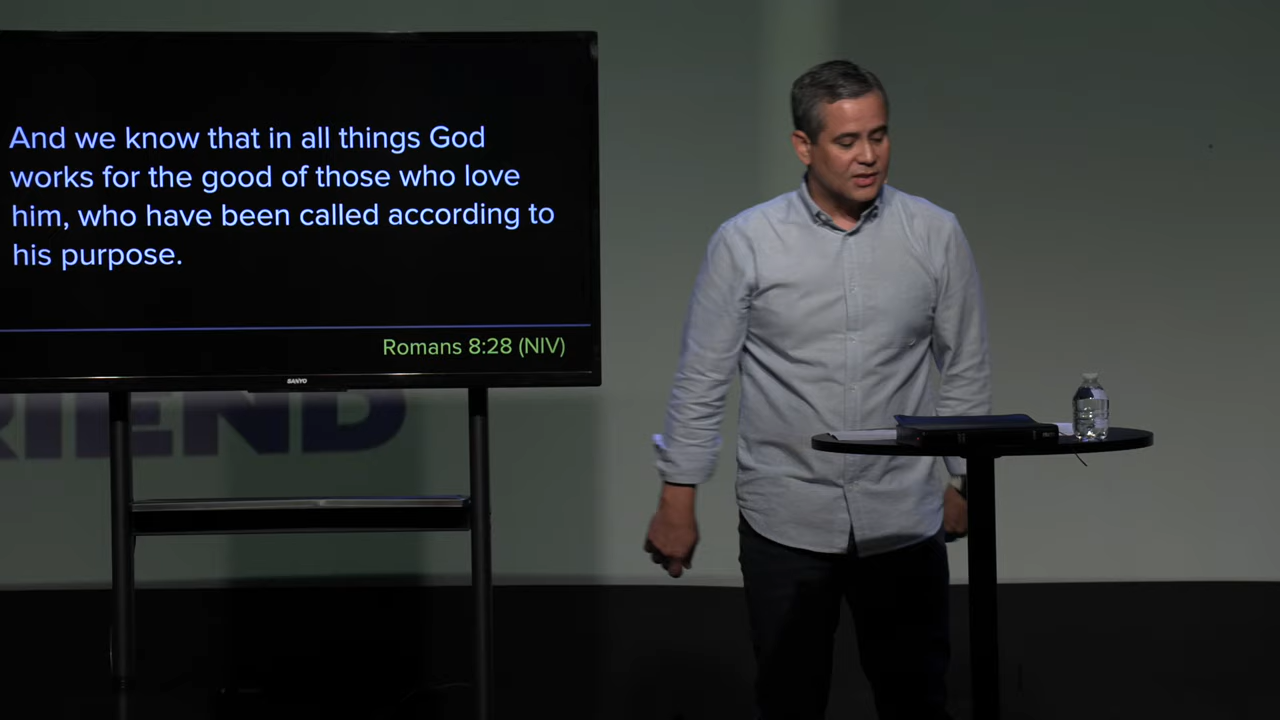 And we know that in all things God
works for the good of those who love
him, who have been called according to
his purpose.
Romans 8:28 (NIV)
SANYO
RIEND